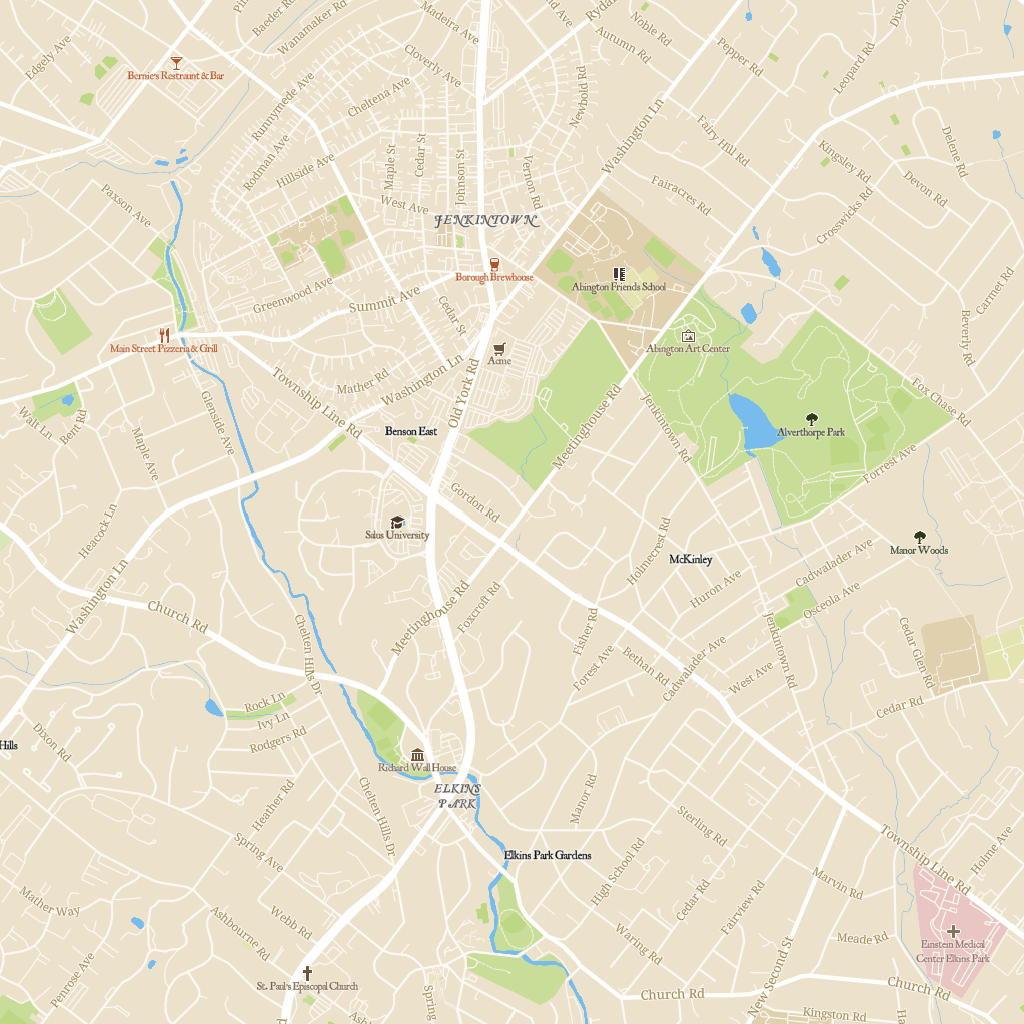 Edgely Ave
Baeder Rd
Wanamaker Rd
Madeira Ave
Rydal
Noble Rd
Autumn Rd
Pepper Rd
Leopard Rd
Dixon
Cloverly Ave
Bernie's Restraunt & Bar
Runnymede Ave
Cheltena Ave
Newbold Rd
Washington Ln
Fairy Hill Rd
Kingsley Rd
Delene Rd
Devon Rd
Rodman Ave
Hillside Ave
Maple St
Cedar St
Johnson St
Vernon Rd
Fairacres Rd
Crosswicks Rd
Paxson Ave
West Ave
JENKINTOWN
Borough Brewhouse
Abington Friends School
Carmet Rd
Beverly Rd
Greenwood Ave
Summit Ave
Cedar St
Main Street Pizzeria & Grill
Acme
Abington Art Center
Mather Rd
Washington Ln
Old York Rd
Township Line Rd
Fox Chase Rd
Walt Ln
Bent Rd
Glenside Ave
Maple Ave
Benson East
Meetinghouse Rd
Jenkintown Rd
Alverthorpe Park
Forrest Ave
Gordon Rd
Heacock Ln
Salus University
Holmecrest Rd
McKinley
Manor Woods
Cadwalader Ave
Huron Ave
Osceola Ave
Washington Ln
Church Rd
Chelten Hills Dr
Meetinghouse Rd
Foxcroft Rd
Fisher Rd
Forest Ave
Bethan Rd
Cadwalader Ave
West Ave
Jenkintown Rd
Cedar Glen Rd
Cedar Rd
Rock Ln
Ivy Ln
Rodgers Rd
Dixon Rd
Hills
Richard Wall House
ELKINS
PARK
Heather Rd
Chelten Hills Dr
Manor Rd
Sterling Rd
Township Line Rd
Holme Ave
Spring Ave
Elkins Park Gardens
High School Rd
Cedar Rd
Fairview Rd
Marvin Rd
Mather Way
Ashbourne Rd
Webb Rd
Waring Rd
Meade Rd
Einstein Medical
Center Elkins Park
Penrose Ave
St. Paul's Episcopal Church
Spring
Church Rd
New Second St
Church Rd
Kingston Rd